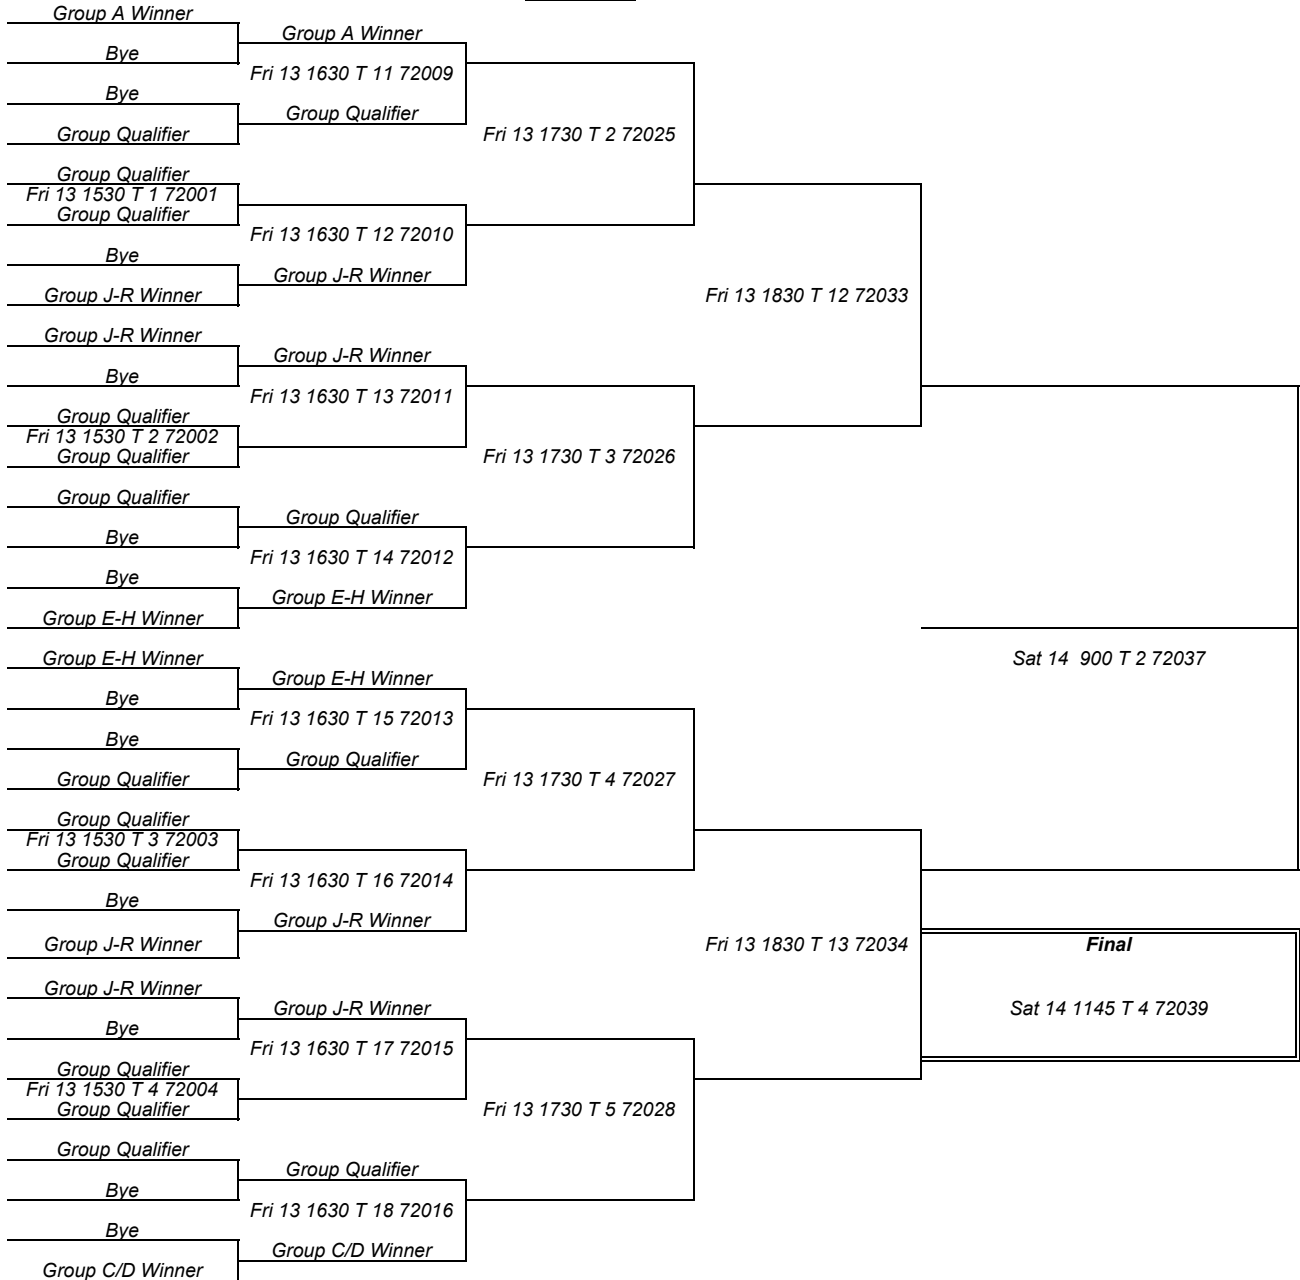 Group A Winner
Group A Winner
Bye
Fri 13 1630 T 11 72009
Bye
Group Qualifier
Group Qualifier
Fri 13 1730 T 2 72025
Group Qualifier
Fri 13 1530 T 1 72001
Group Qualifier
Fri 13 1630 T 12 72010
Bye
Group J-R Winner
Group J-R Winner
Fri 13 1830 T 12 72033
Group J-R Winner
Group J-R Winner
Bye
Fri 13 1630 T 13 72011
Group Qualifier
Fri 13 1530 T 2 72002
Group Qualifier
Fri 13 1730 T 3 72026
Group Qualifier
Group Qualifier
Bye
Fri 13 1630 T 14 72012
Bye
Group E-H Winner
Group E-H Winner
Group E-H Winner
Sat 14  900 T 2 72037
Group E-H Winner
Bye
Fri 13 1630 T 15 72013
Bye
Group Qualifier
Group Qualifier
Fri 13 1730 T 4 72027
Group Qualifier
Fri 13 1530 T 3 72003
Group Qualifier
Fri 13 1630 T 16 72014
Bye
Group J-R Winner
Group J-R Winner
Fri 13 1830 T 13 72034
Final
Group J-R Winner
Group J-R Winner
Sat 14 1145 T 4 72039
Bye
Fri 13 1630 T 17 72015
Group Qualifier
Fri 13 1530 T 4 72004
Group Qualifier
Fri 13 1730 T 5 72028
Group Qualifier
Group Qualifier
Bye
Fri 13 1630 T 18 72016
Bye
Group C/D Winner
Group C/D Winner